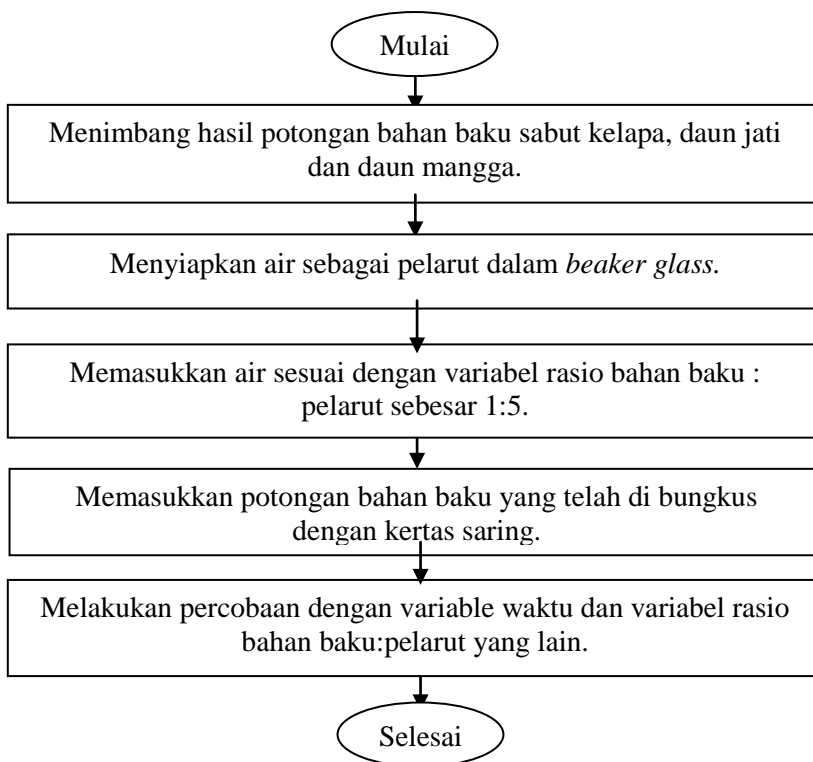 Mulai
Menimbang hasil potongan bahan baku sabut kelapa, daun jati
dan daun mangga.
Menyiapkan air sebagai pelarut dalam beaker glass.
Memasukkan air sesuai dengan variabel rasio bahan baku :
pelarut sebesar 1:5.
Memasukkan potongan bahan baku yang telah di bungkus
dengan kertas saring.
Melakukan percobaan dengan variable waktu dan variabel rasio
bahan baku:pelarut yang lain.
Selesai